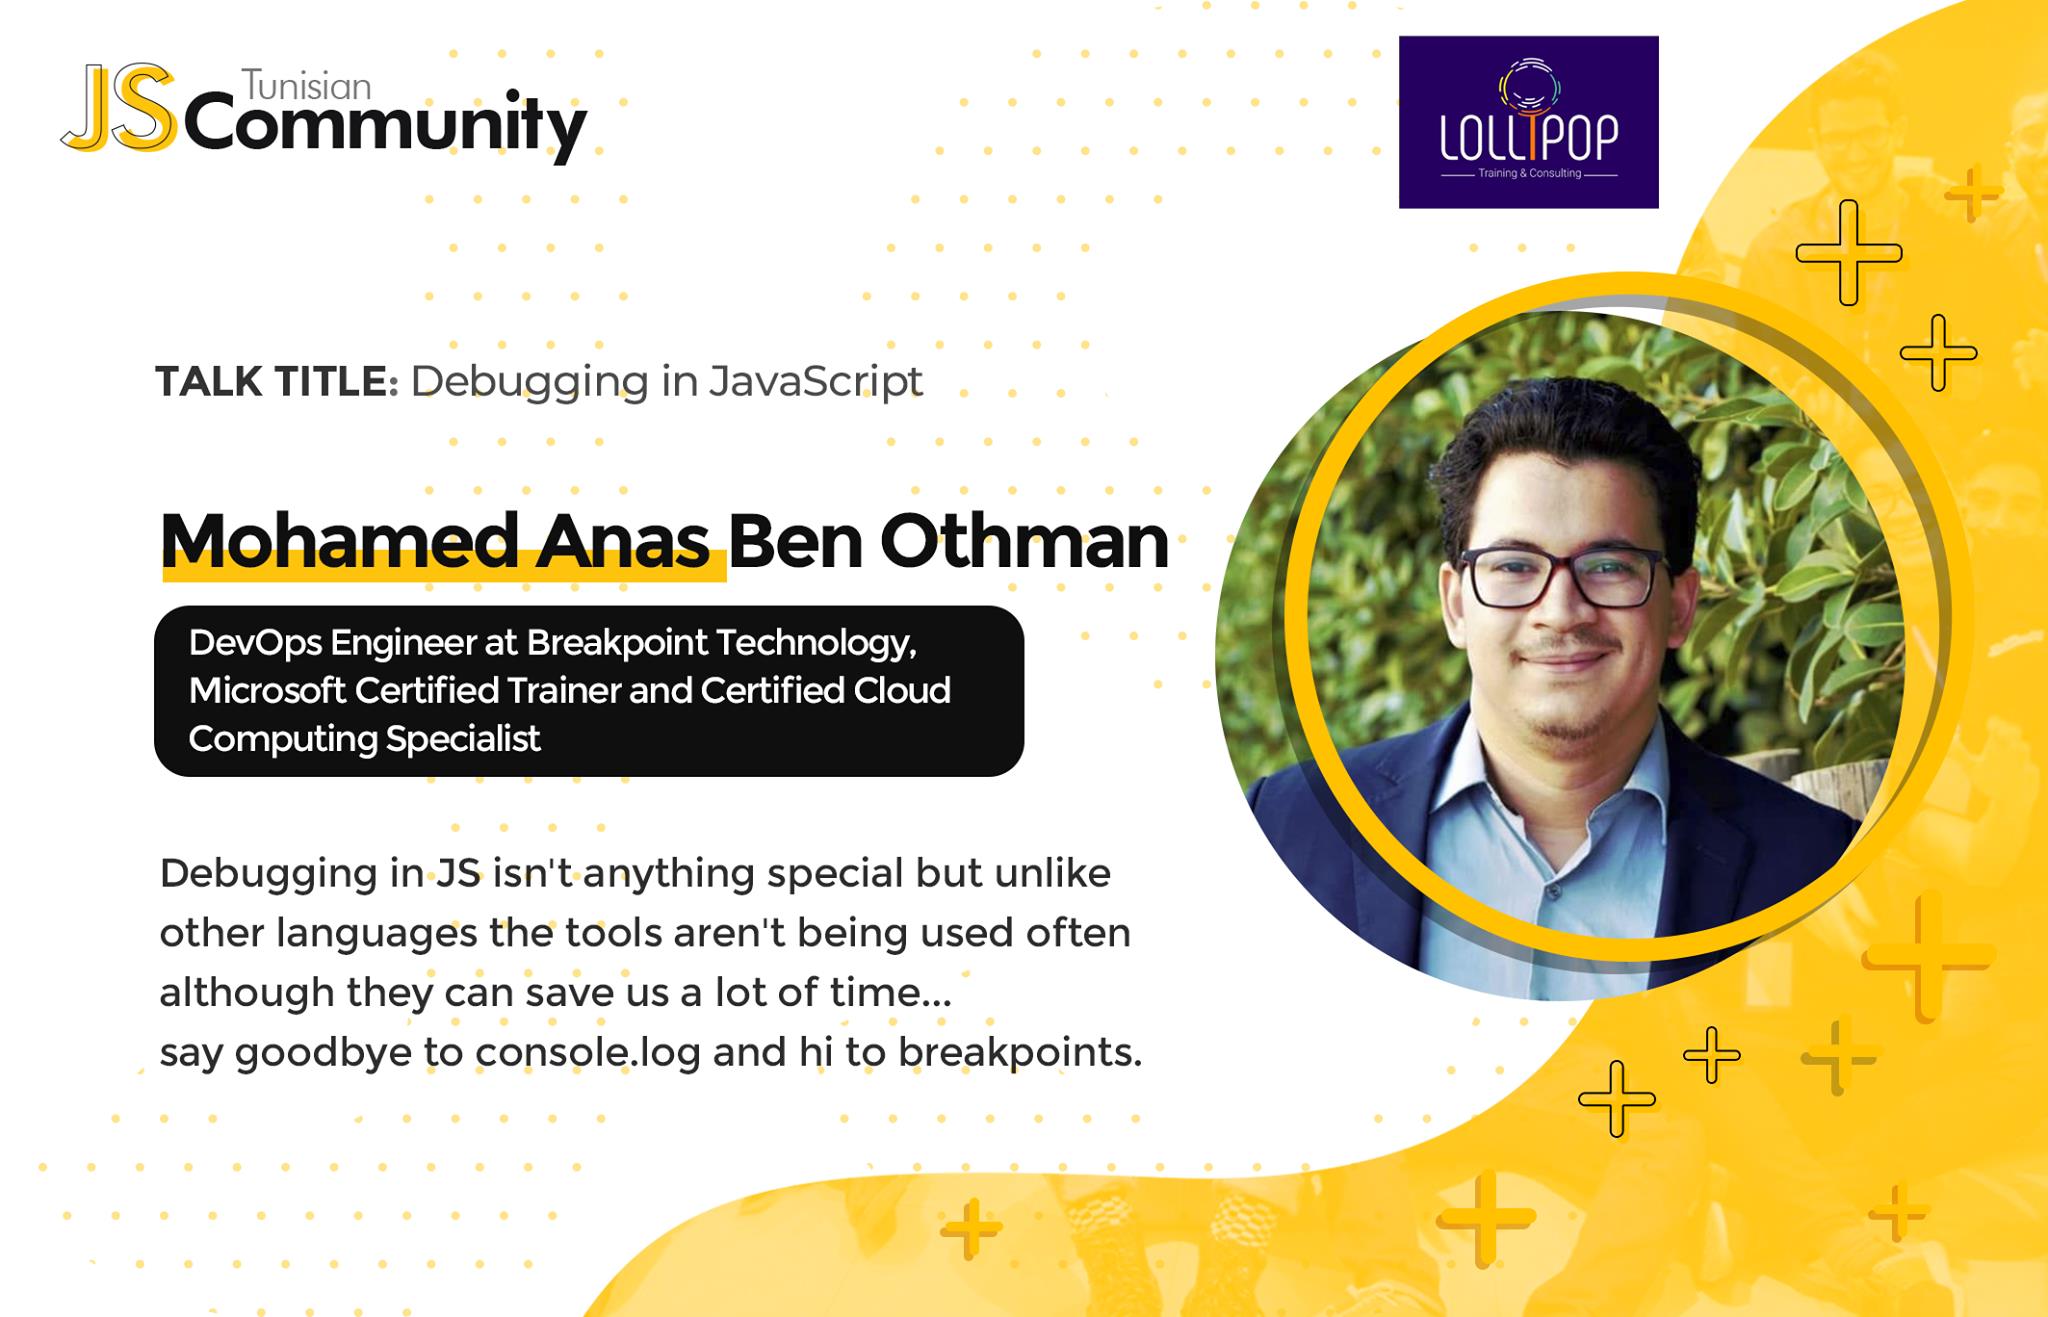 JS Tunisian Community
LOLLIPOP
Training & Consulting
TALK TITLE: Debugging in JavaScript
Mohamed Anas Ben Othman
DevOps Engineer at Breakpoint Technology,
Microsoft Certified Trainer and Certified Cloud
Computing Specialist
Debugging in JS isn't anything special but unlike
other languages the tools aren't being used often
although they can save us a lot of time...
say goodbye to console.log and hi to breakpoints.